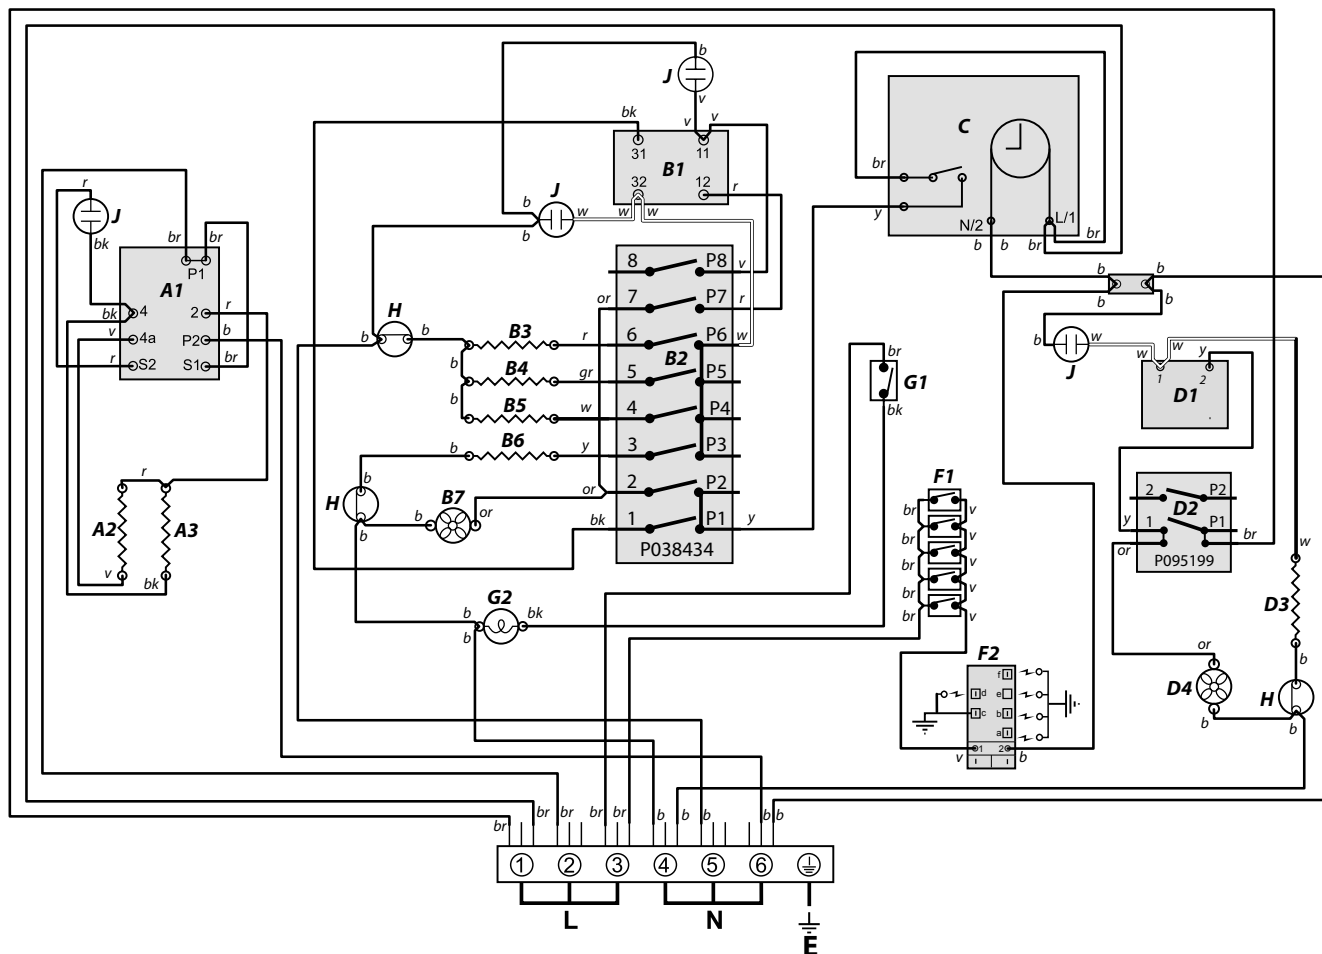 b
J
v
v
v
bk
31
11
B1
32
12
r
C
br
y
N/2
L/1
b
b
br
br
r
J
bk
br
br
P1
A1
4
2
r
bk
v
4a
P2
b
r
S2
S1
br
b
J
w
w
w
b
8
P8
v
or
7
P7
r
H
b
b
B3
r
6
P6
w
B2
b
B4
gr
5
P5
b
B5
w
4
P4
B6
b
y
3
P3
b
H
B7
or
2
P2
b
or
b
bk
1
P1
y
P038434
b
b
b
b
b
J
w
w
w
y
1
2
D1
br
G1
bk
2
P2
D2
y
1
P1
or
br
P095199
w
D3
b
or
D4
H
b
b
F1
br
v
br
v
br
v
br
v
br
v
F2
f
d
e
c
b
a
1
2
v
b
r
A2
A3
v
bk
G2
b
bk
b
br
br
br
br
br
b
b
b
b
b
1
2
3
4
5
6
L
N
E